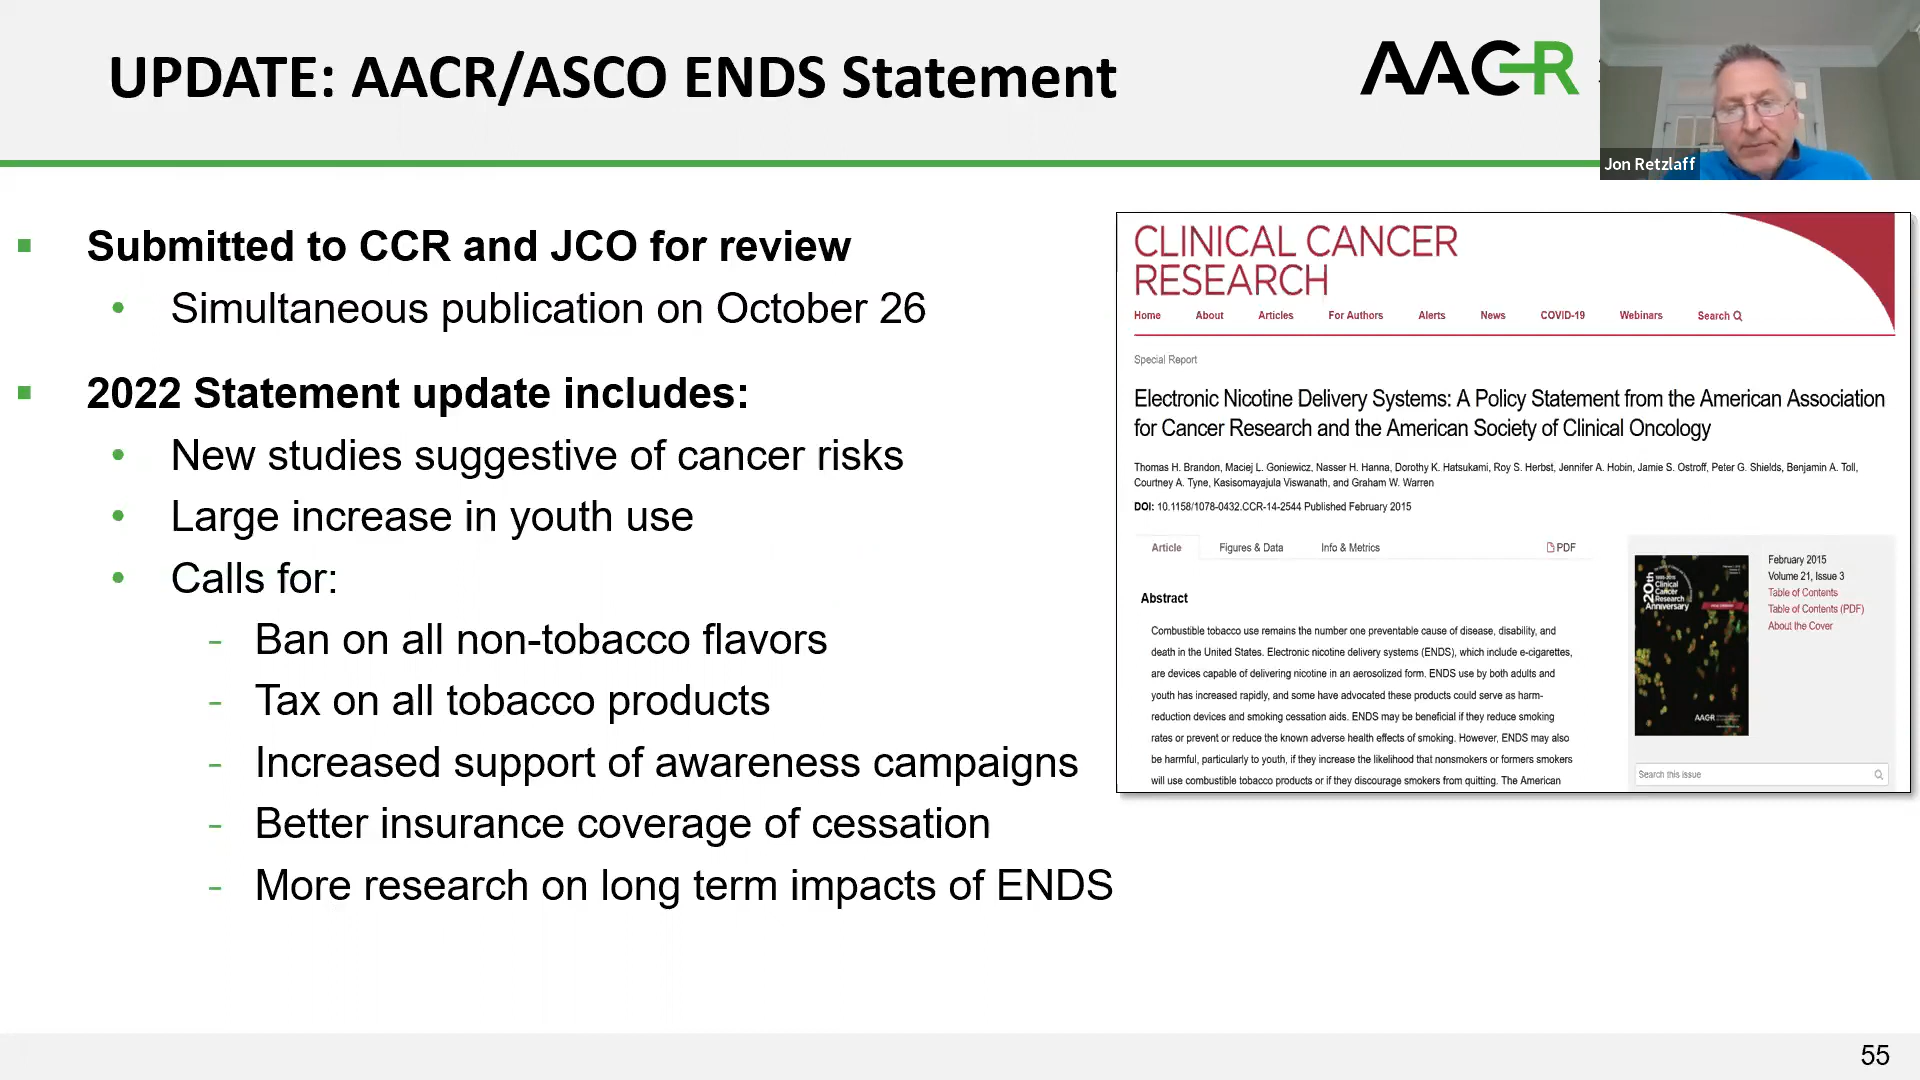 UPDATE: AACR/ASCO ENDS Statement
AACR
Jon Retzlaff
Submitted to CCR and JCO for review
Simultaneous publication on October 26
2022 Statement update includes:
New studies suggestive of cancer risks
Large increase in youth use
Calls for:
- Ban on all non-tobacco flavors
- Tax on all tobacco products
- Increased support of awareness campaigns
- Better insurance coverage of cessation
- More research on long term impacts of ENDS
CLINICAL CANCER
RESEARCH
Home About Articles For Authors Alerts News COVID-19 Webinars Search
Special Report
Electronic Nicotine Delivery Systems: A Policy Statement from the American Association
for Cancer Research and the American Society of Clinical Oncology
Thomas H. Brandon, Maciej L. Goniewicz, Nasser H. Hanna, Dorothy K. Hatsukami, Roy S. Herbst, Jennifer A. Hobin, Jamie S. Ostroff, Peter G. Shields, Benjamin A. Toll,
Courtney A. Tyne, Kasisomayajula Viswanath, and Graham W. Warren
DOI: 10.1158/1078-0432.CCR-14-2544 Published February 2015
Article Figures & Data Info & Metrics PDF
Abstract
Combustible tobacco use remains the number one preventable cause of disease, disability, and
death in the United States. Electronic nicotine delivery systems (ENDS), which include e-cigarettes,
are devices capable of delivering nicotine in an aerosolized form. ENDS use by both adults and
youth has increased rapidly, and some have advocated these products could serve as harm-
reduction devices and smoking cessation aids. ENDS may be beneficial if they reduce smoking
rates or prevent or reduce the known adverse health effects of smoking. However, ENDS may also
be harmful, particularly to youth, if they increase the likelihood that nonsmokers or formers smokers
will use combustible tobacco products or if they discourage smokers from quitting. The American
20th
Clinical
Cancer
Research
Anniversary
AACR
February 2015
Volume 21, Issue 3
Table of Contents
Table of Contents (PDF)
About the Cover
Search this issue
55